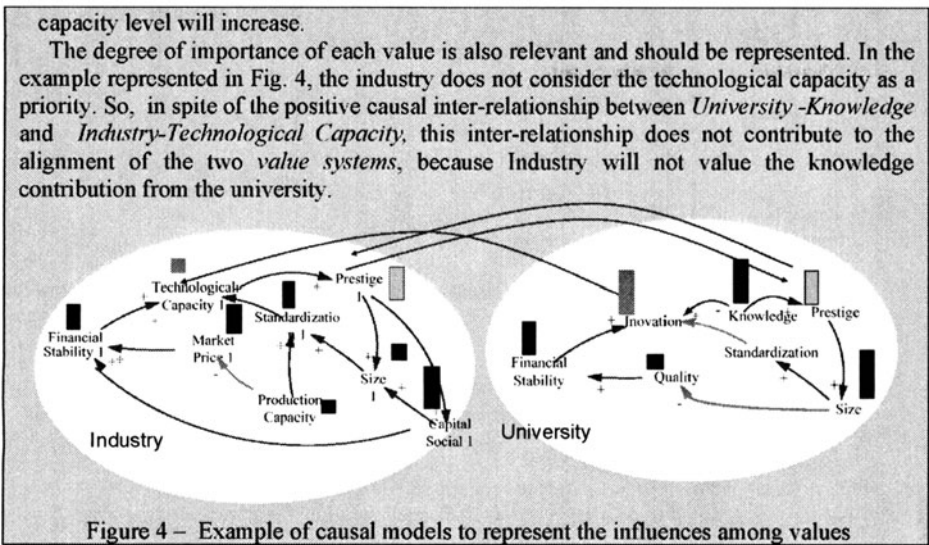 capacity level will increase.
The degree of importance of each value is also relevant and should be represented. In the
example represented in Fig. 4, the industry does not consider the technological capacity as a
priority. So, in spite of the positive causal inter-relationship between University -Knowledge
and Industry-Technological Capacity, this inter-relationship does not contribute to the
alignment of the two value systems, because Industry will not value the knowledge
contribution from the university.
Technological
Capacity 1
Prestige
1
Financial
Stability 1
Market
Price 1
Standardizatio
1
Size
1
Production
Capacity
Capital
Social 1
Industry
Inovation
Knowledge
Prestige
Financial
Stability
Standardization
Quality
Size
University
Figure 4 – Example of causal models to represent the influences among values